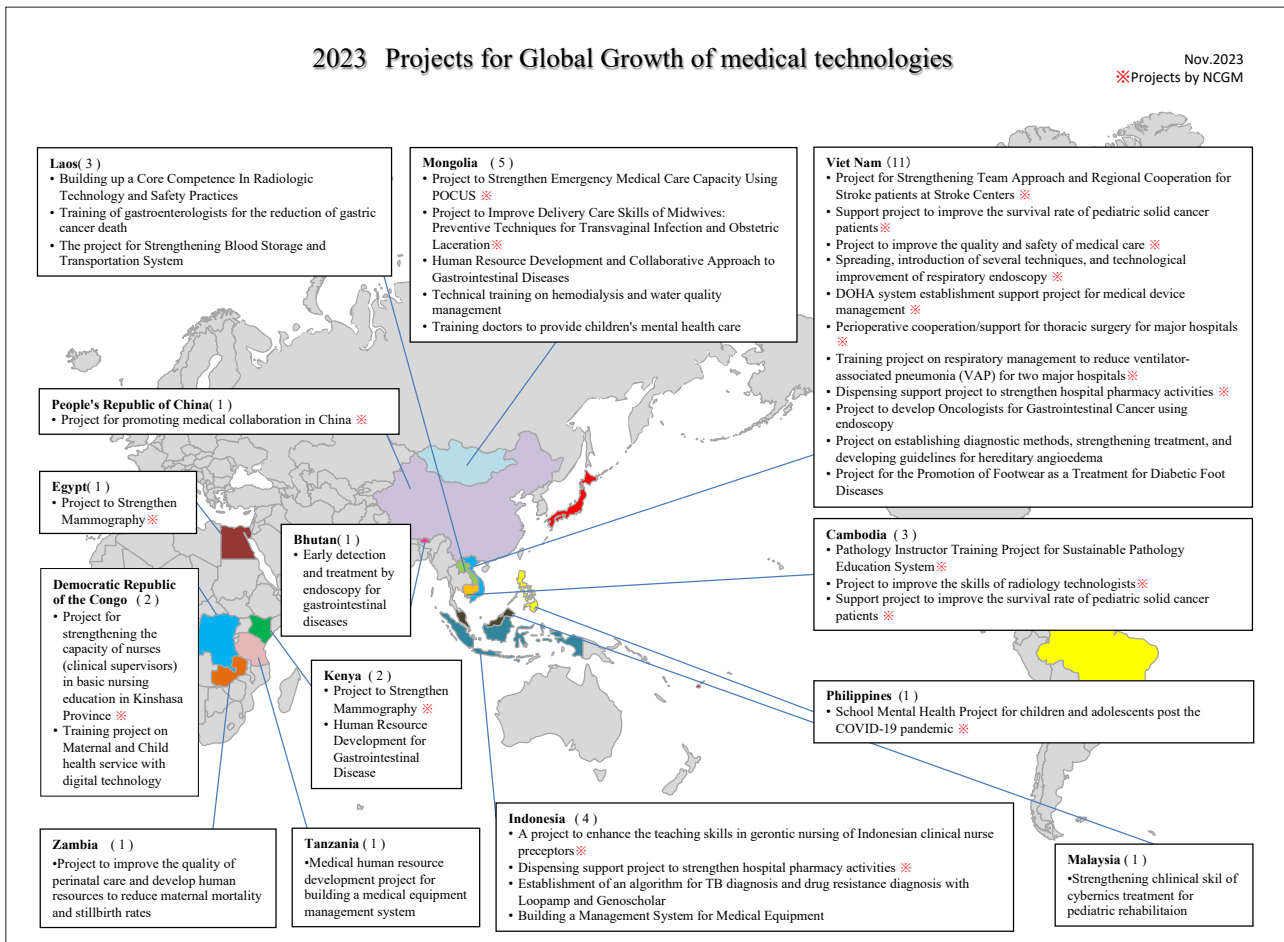 2023 Projects for Global Growth of medical technologies
Nov.2023
※Projects by NCGM
Laos( 3 )
• Building up a Core Competence In Radiologic
Technology and Safety Practices
• Training of gastroenterologists for the reduction of gastric
cancer death
• The project for Strengthening Blood Storage and
Transportation System
Mongolia ( 5 )
• Project to Strengthen Emergency Medical Care Capacity Using
POCUS ※
• Project to Improve Delivery Care Skills of Midwives:
Preventive Techniques for Transvaginal Infection and Obstetric
Laceration※
• Human Resource Development and Collaborative Approach to
Gastrointestinal Diseases
• Technical training on hemodialysis and water quality
management
• Training doctors to provide children's mental health care
Viet Nam (11)
• Project for Strengthening Team Approach and Regional Cooperation for
Stroke patients at Stroke Centers ※
• Support project to improve the survival rate of pediatric solid cancer
patients※
• Project to improve the quality and safety of medical care ※
• Spreading, introduction of several techniques, and technological
improvement of respiratory endoscopy ※
• DOHA system establishment support project for medical device
management ※
• Perioperative cooperation/support for thoracic surgery for major hospitals
※
• Training project on respiratory management to reduce ventilator-
associated pneumonia (VAP) for two major hospitals※
• Dispensing support project to strengthen hospital pharmacy activities ※
• Project to develop Oncologists for Gastrointestinal Cancer using
endoscopy
• Project on establishing diagnostic methods, strengthening treatment, and
developing guidelines for hereditary angioedema
• Project for the Promotion of Footwear as a Treatment for Diabetic Foot
Diseases
People's Republic of China( 1 )
• Project for promoting medical collaboration in China ※
Egypt( 1 )
• Project to Strengthen
Mammography※
Bhutan( 1 )
• Early detection
and treatment by
endoscopy for
gastrointestinal
diseases
Cambodia ( 3 )
• Pathology Instructor Training Project for Sustainable Pathology
Education System※
• Project to improve the skills of radiology technologists※
• Support project to improve the survival rate of pediatric solid cancer
patients ※
Democratic Republic
of the Congo ( 2 )
• Project for
strengthening the
capacity of nurses
(clinical supervisors)
in basic nursing
education in Kinshasa
Province ※
• Training project on
Maternal and Child
health service with
digital technology
Kenya ( 2 )
• Project to Strengthen
Mammography ※
• Human Resource
Development for
Gastrointestinal
Disease
Philippines ( 1 )
• School Mental Health Project for children and adolescents post the
COVID-19 pandemic ※
Zambia ( 1 )
•Project to improve the quality of
perinatal care and develop human
resources to reduce maternal mortality
and stillbirth rates
Tanzania ( 1 )
•Medical human resource
development project for
building a medical equipment
management system
Indonesia ( 4 )
• A project to enhance the teaching skills in gerontic nursing of Indonesian clinical nurse
preceptors※
• Dispensing support project to strengthen hospital pharmacy activities ※
• Establishment of an algorithm for TB diagnosis and drug resistance diagnosis with
Loopamp and Genoscholar
• Building a Management System for Medical Equipment
Malaysia ( 1 )
•Strengthening chlinical skil of
cybernics treatment for
pediatric rehabilitaion